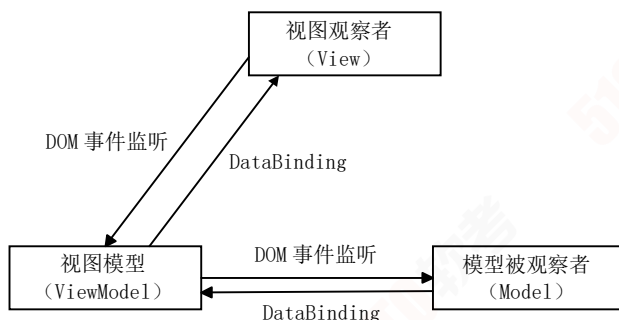 视图观察者
（View）
DOM 事件监听
DataBinding
视图模型
（ViewModel）
DOM 事件监听
模型被观察者
（Model）
DataBinding